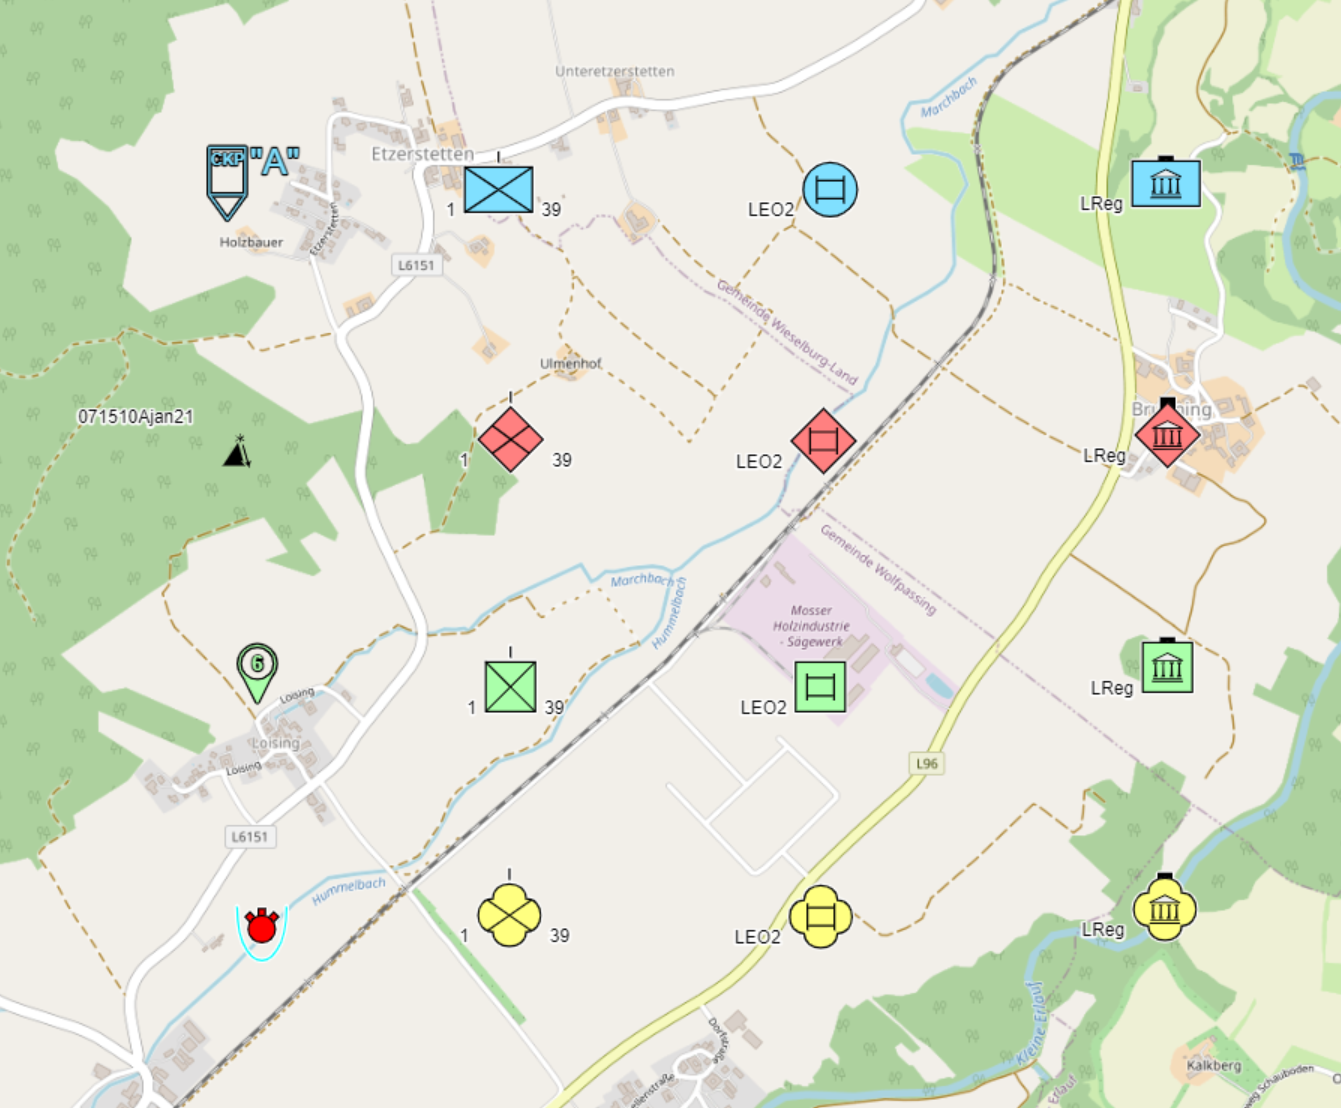 Unteretzerstetten
Marchbach
Etzerstetten
CKP
"A"
1
39
LEO2
LReg
Etzerstetten
Holzbauer
L6151
Gemeinde Wieselburg-Land
Ulmenhof
071510Ajan21
1
39
LEO2
LReg
Gemeinde Wolfpassing
Marchbach
Hummelbach
Mosser
Holzindustrie
- Sägewerk
6
Loising
1
39
LEO2
LReg
Loising
Loising
L96
L6151
Hummelbach
1
39
LEO2
LReg
Kleine Erlauf
Dorfstraße
Kalkberg
Erlauf